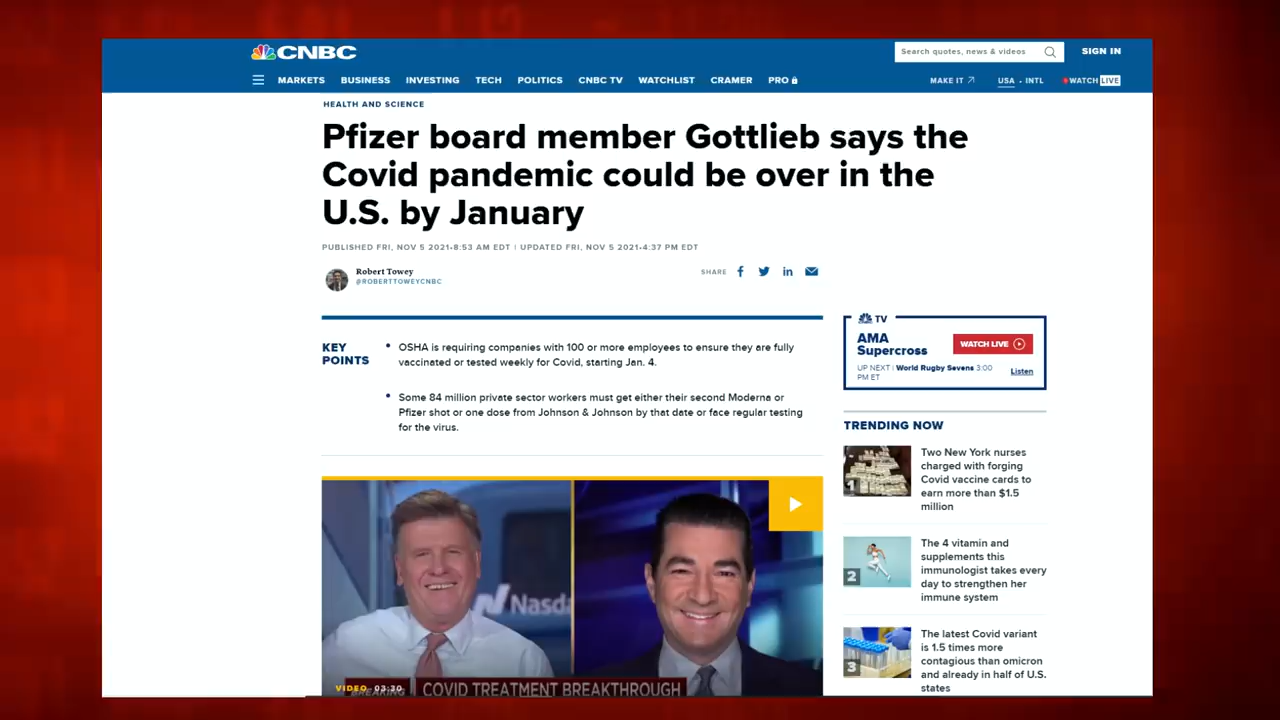 CNBC
Search quotes, news & videos
SIGN IN
MARKETS BUSINESS INVESTING TECH POLITICS CNBC TV WATCHLIST CRAMER PRO
MAKE IT USA • INTL WATCH LIVE
HEALTH AND SCIENCE
Pfizer board member Gottlieb says the
Covid pandemic could be over in the
U.S. by January
PUBLISHED FRI, NOV 5 2021•8:53 AM EDT | UPDATED FRI, NOV 5 2021•4:37 PM EDT
Robert Towey
@ROBERTTOWEYCNBC
SHARE
KEY
POINTS
OSHA is requiring companies with 100 or more employees to ensure they are fully
vaccinated or tested weekly for Covid, starting Jan. 4.
Some 84 million private sector workers must get either their second Moderna or
Pfizer shot or one dose from Johnson & Johnson by that date or face regular testing
for the virus.
Nasda
VIDEO 03:30
BREAKING
COVID TREATMENT BREAKTHROUGH
TV
AMA
Supercross
WATCH LIVE
UP NEXT | World Rugby Sevens 3:00
PM ET
Listen
TRENDING NOW
1
Two New York nurses
charged with forging
Covid vaccine cards to
earn more than $1.5
million
2
The 4 vitamin and
supplements this
immunologist takes every
day to strengthen her
immune system
3
The latest Covid variant
is 1.5 times more
contagious than omicron
and already in half of U.S.
states